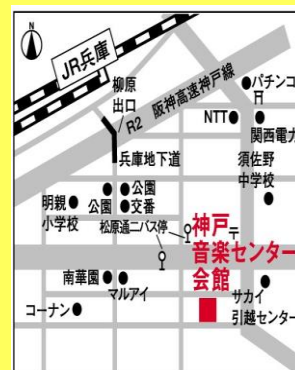 N
JR兵庫
柳原
出口
R2
阪神高速神戸線
パチンコ
NTT
関西電力
兵庫地下道
須佐野
中学校
公園
明親
小学校
公園
交番
松原通二バス停
神戸
音楽センター
会館
〒
南華園
マルアイ
サカイ
引越センター
コーナン